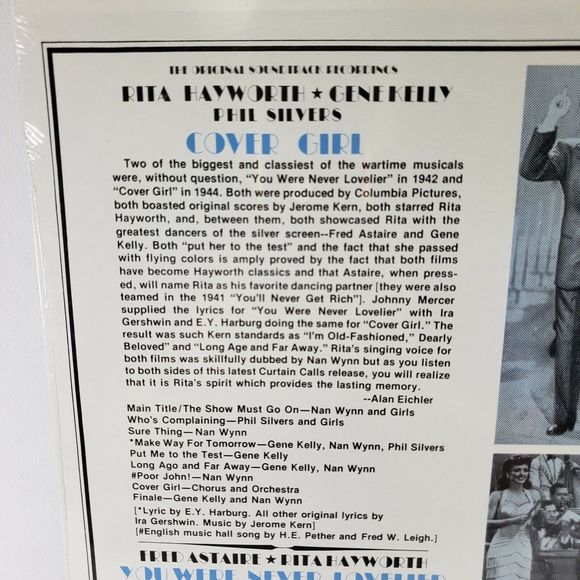 THE ORIGINAL SOUNDTRACK RECORDINGS
RITA HAYWORTH ★ GENE KELLY
PHIL SILVERS
COVER GIRL
Two of the biggest and classiest of the wartime musicals
were, without question, "You Were Never Lovelier" in 1942 and
"Cover Girl" in 1944. Both were produced by Columbia Pictures,
both boasted original scores by Jerome Kern, both starred Rita
Hayworth, and, between them, both showcased Rita with the
greatest dancers of the silver screen--Fred Astaire and Gene
Kelly. Both "put her to the test" and the fact that she passed
with flying colors is amply proved by the fact that both films
have become Hayworth classics and that Astaire, when press-
ed, will name Rita as his favorite dancing partner [they were also
teamed in the 1941 "You'll Never Get Rich"]. Johnny Mercer
supplied the lyrics for "You Were Never Lovelier" with Ira
Gershwin and E.Y. Harburg doing the same for "Cover Girl." The
result was such Kern standards as "I'm Old-Fashioned," Dearly
Beloved" and "Long Age and Far Away." Rita's singing voice for
both films was skillfully dubbed by Nan Wynn but as you listen
to both sides of this latest Curtain Calls release, you will realize
that it is Rita's spirit which provides the lasting memory.
--Alan Eichler
Main Title/The Show Must Go On—Nan Wynn and Girls
Who's Complaining—Phil Silvers and Girls
Sure Thing—Nan Wynn
*Make Way For Tomorrow—Gene Kelly, Nan Wynn, Phil Silvers
Put Me to the Test—Gene Kelly
Long Ago and Far Away—Gene Kelly, Nan Wynn
#Poor John!—Nan Wynn
Cover Girl—Chorus and Orchestra
Finale—Gene Kelly and Nan Wynn
[*Lyric by E.Y. Harburg. All other original lyrics by
Ira Gershwin. Music by Jerome Kern]
[#English music hall song by H.E. Pether and Fred W. Leigh.]
FRED ASTAIRE ★ RITA HAYWORTH
YOU WERE NEVER LOVELIER